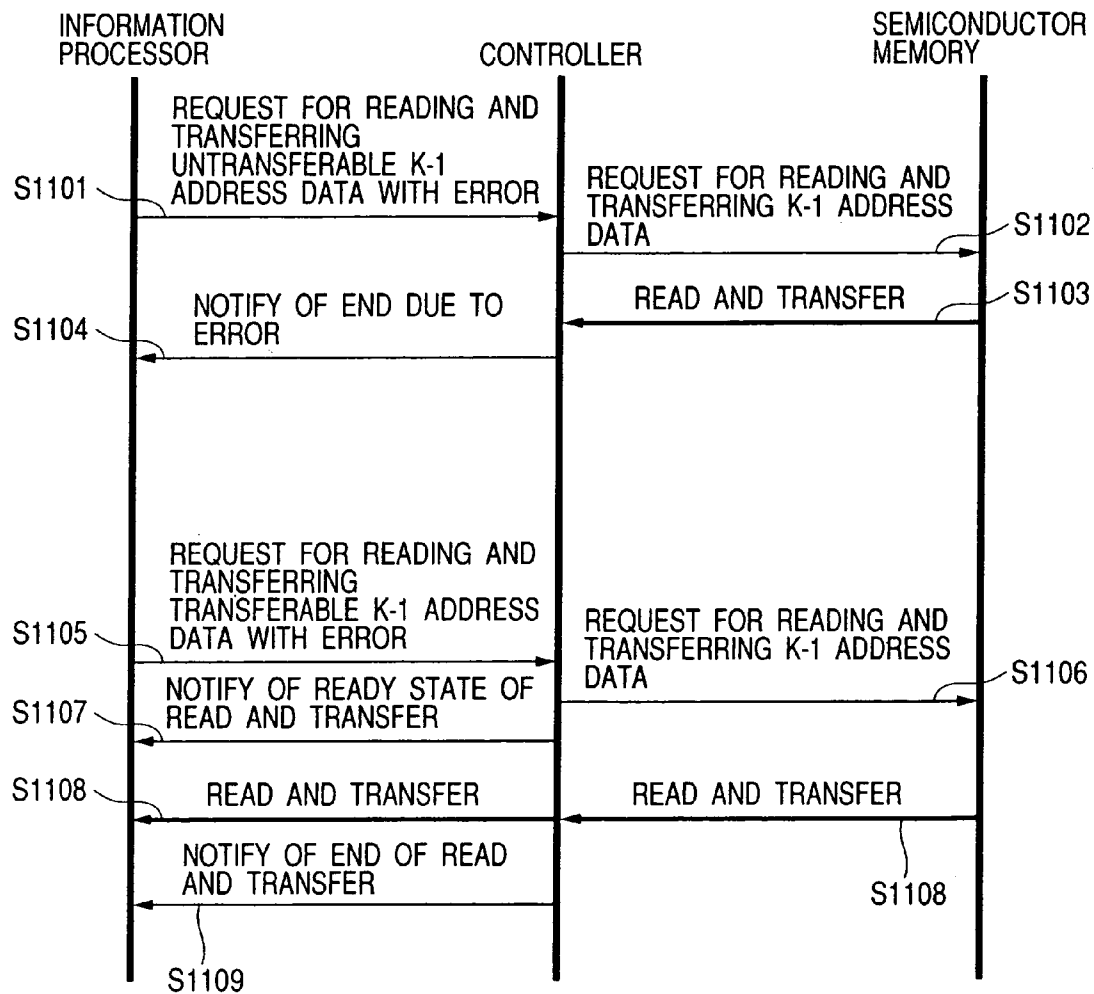 INFORMATION
PROCESSOR
CONTROLLER
SEMICONDUCTOR
MEMORY
REQUEST FOR READING AND
TRANSFERRING
UNTRANSFERABLE K-1
ADDRESS DATA WITH ERROR
S1101
REQUEST FOR READING AND
TRANSFERRING K-1 ADDRESS
DATA
S1102
READ AND TRANSFER
S1103
NOTIFY OF END DUE TO
ERROR
S1104
REQUEST FOR READING AND
TRANSFERRING
TRANSFERABLE K-1 ADDRESS
DATA WITH ERROR
S1105
REQUEST FOR READING AND
TRANSFERRING K-1 ADDRESS
DATA
S1106
NOTIFY OF READY STATE OF
READ AND TRANSFER
S1107
S1108
READ AND TRANSFER
READ AND TRANSFER
S1108
NOTIFY OF END OF READ
AND TRANSFER
S1109